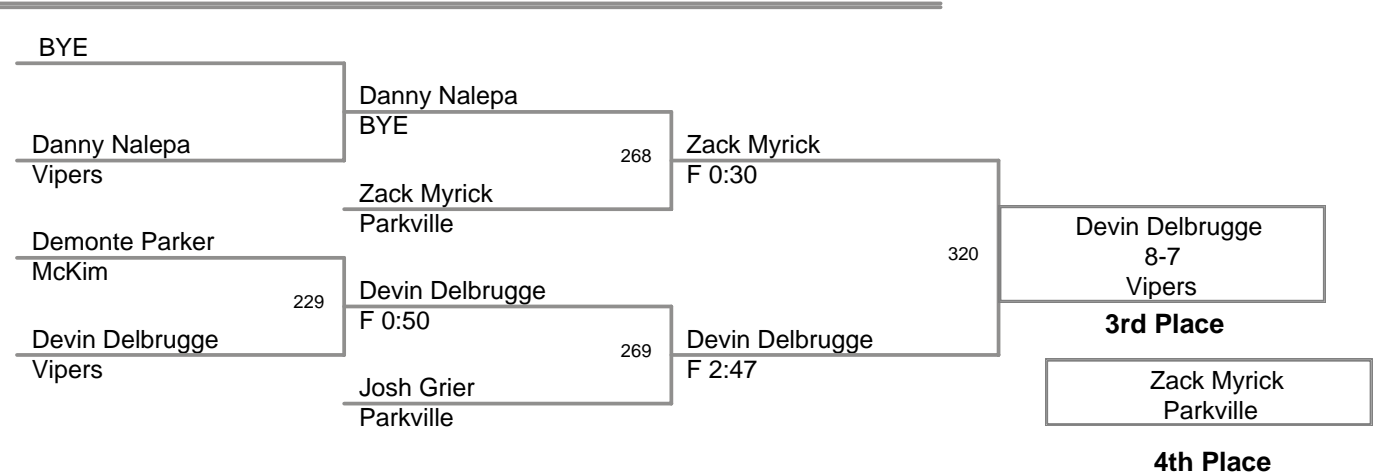 BYE
Danny Nalepa
Vipers
Demonte Parker
McKim
229
Devin Delbrugge
Vipers
Danny Nalepa
BYE
268
Zack Myrick
Parkville
Devin Delbrugge
F 0:50
269
Josh Grier
Parkville
Zack Myrick
F 0:30
320
Devin Delbrugge
F 2:47
Devin Delbrugge
8-7
Vipers
3rd Place
Zack Myrick
Parkville
4th Place